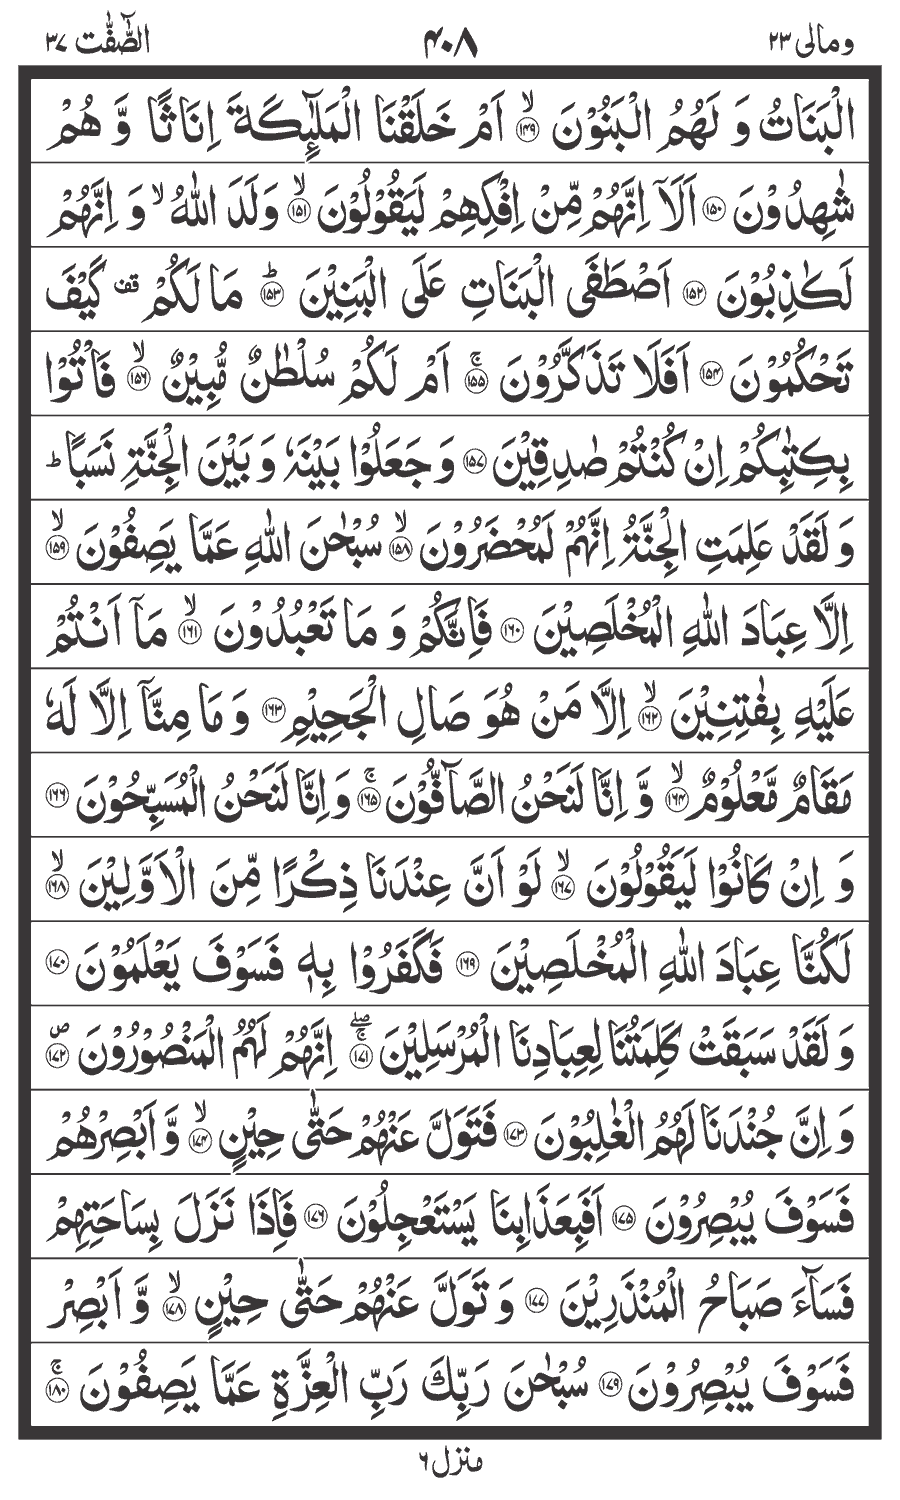 ومالی ۲۳ ۴۰۸ الصّٰٓفّٰت ۳۷
الْبَنَاتُ وَ لَهُمُ الْبَنُوْنَ ۙ﴿۱۴۹﴾ اَمْ خَلَقْنَا الْمَلٰٓئِكَةَ اِنَاثًا وَّ هُمْ
شٰهِدُوْنَ ﴿۱۵۰﴾ اَلَاۤ اِنَّهُمْ مِّنْ اِفْكِهِمْ لَيَقُوْلُوْنَ ۙ﴿۱۵۱﴾ وَلَدَ اللّٰهُ ۙ وَ اِنَّهُمْ
لَكٰذِبُوْنَ ﴿۱۵۲﴾ اَصْطَفَى الْبَنَاتِ عَلَى الْبَنِيْنَ ؕ﴿۱۵۳﴾ مَا لَكُمْ ۫ كَيْفَ
تَحْكُمُوْنَ ﴿۱۵۴﴾ اَفَلَا تَذَكَّرُوْنَ ۚ﴿۱۵۵﴾ اَمْ لَكُمْ سُلْطٰنٌ مُّبِيْنٌ ۙ﴿۱۵۶﴾ فَاْتُوْا
بِكِتٰبِكُمْ اِنْ كُنْتُمْ صٰدِقِيْنَ ﴿۱۵۷﴾ وَ جَعَلُوْا بَيْنَهٗ وَ بَيْنَ الْجِنَّةِ نَسَبًا ؕ
وَ لَقَدْ عَلِمَتِ الْجِنَّةُ اِنَّهُمْ لَمُحْضَرُوْنَ ۙ﴿۱۵۸﴾ سُبْحٰنَ اللّٰهِ عَمَّا يَصِفُوْنَ ۙ﴿۱۵۹﴾
اِلَّا عِبَادَ اللّٰهِ الْمُخْلَصِيْنَ ﴿۱۶۰﴾ فَاِنَّكُمْ وَ مَا تَعْبُدُوْنَ ۙ﴿۱۶۱﴾ مَاۤ اَنْتُمْ
عَلَيْهِ بِفٰتِنِيْنَ ۙ﴿۱۶۲﴾ اِلَّا مَنْ هُوَ صَالِ الْجَحِيْمِ ﴿۱۶۳﴾ وَ مَا مِنَّاۤ اِلَّا لَهٗ
مَقَامٌ مَّعْلُوْمٌ ۙ﴿۱۶۴﴾ وَّ اِنَّا لَنَحْنُ الصَّآفُّوْنَ ۚ﴿۱۶۵﴾ وَ اِنَّا لَنَحْنُ الْمُسَبِّحُوْنَ ﴿۱۶۶﴾
وَ اِنْ كَانُوْا لَيَقُوْلُوْنَ ۙ﴿۱۶۷﴾ لَوْ اَنَّ عِنْدَنَا ذِكْرًا مِّنَ الْاَوَّلِيْنَ ۙ﴿۱۶۸﴾
لَكُنَّا عِبَادَ اللّٰهِ الْمُخْلَصِيْنَ ﴿۱۶۹﴾ فَكَفَرُوْا بِهٖ فَسَوْفَ يَعْلَمُوْنَ ﴿۱۷۰﴾
وَ لَقَدْ سَبَقَتْ كَلِمَتُنَا لِعِبَادِنَا الْمُرْسَلِيْنَ ۚۖ﴿۱۷۱﴾ اِنَّهُمْ لَهُمُ الْمَنْصُوْرُوْنَ ۪﴿۱۷۲﴾
وَ اِنَّ جُنْدَنَا لَهُمُ الْغٰلِبُوْنَ ﴿۱۷۳﴾ فَتَوَلَّ عَنْهُمْ حَتّٰى حِيْنٍ ۙ﴿۱۷۴﴾ وَّ اَبْصِرْهُمْ
فَسَوْفَ يُبْصِرُوْنَ ﴿۱۷۵﴾ اَفَبِعَذَابِنَا يَسْتَعْجِلُوْنَ ﴿۱۷۶﴾ فَاِذَا نَزَلَ بِسَاحَتِهِمْ
فَسَآءَ صَبَاحُ الْمُنْذَرِيْنَ ﴿۱۷۷﴾ وَ تَوَلَّ عَنْهُمْ حَتّٰى حِيْنٍ ۙ﴿۱۷۸﴾ وَّ اَبْصِرْ
فَسَوْفَ يُبْصِرُوْنَ ﴿۱۷۹﴾ سُبْحٰنَ رَبِّكَ رَبِّ الْعِزَّةِ عَمَّا يَصِفُوْنَ ۚ﴿۱۸۰﴾
منزل ۶